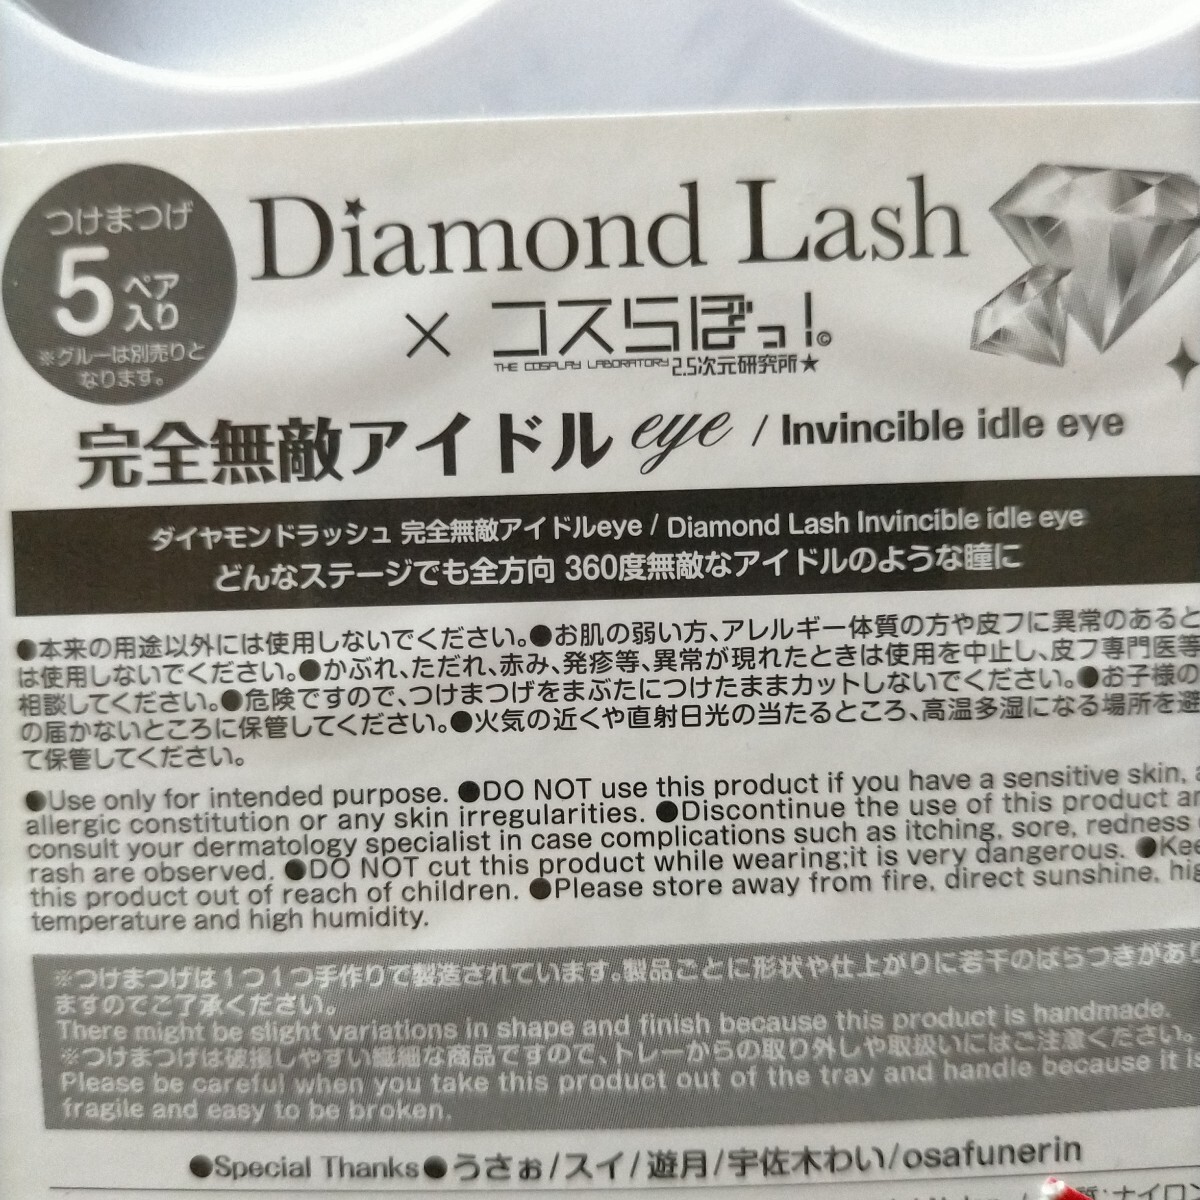 つけまつげ
5ペア入り
※グルーは別売りと
なります。
Diamond Lash
× コスらぼっ!©
THE COSPLAY LABORATORY 2.5次元研究所★
完全無敵アイドル eye / Invincible idle eye
ダイヤモンドラッシュ 完全無敵アイドルeye / Diamond Lash Invincible idle eye
どんなステージでも全方向 360度無敵なアイドルのような瞳に
●本来の用途以外には使用しないでください。●お肌の弱い方、アレルギー体質の方や皮フに異常のあると
は使用しないでください。●かぶれ、ただれ、赤み、発疹等、異常が現れたときは使用を中止し、皮フ専門医等
相談してください。●危険ですので、つけまつげをまぶたにつけたままカットしないでください。●お子様の
の届かないところに保管してください。●火気の近くや直射日光の当たるところ、高温多湿になる場所を避
て保管してください。
●Use only for intended purpose. ●DO NOT use this product if you have a sensitive skin,
allergic constitution or any skin irregularities. ●Discontinue the use of this product an
consult your dermatology specialist in case complications such as itching, sore, redness
rash are observed. ●DO NOT cut this product while wearing;it is very dangerous. ●Kee
this product out of reach of children. ●Please store away from fire, direct sunshine, hig
temperature and high humidity.
※つけまつげは1つ1つ手作りで製造されています。製品ごとに形状や仕上がりに若干のばらつきがあり
ますのでご了承ください。
There might be slight variations in shape and finish because this product is handmade.
※つけまつげは破損しやすい繊細な商品ですので、トレーからの取り外しや取扱いにはご注意ください。
Please be careful when you take this product out of the tray and handle because it is
fragile and easy to be broken.
●Special Thanks●うさぉ/スイ/遊月/宇佐木わい/osafunerin
質:ナイロン